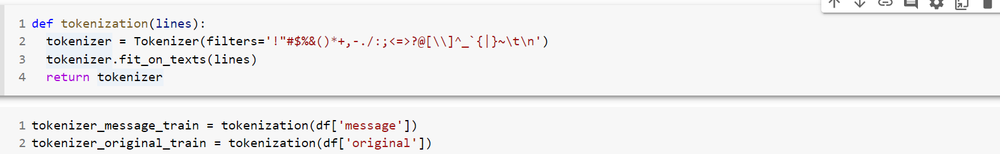 1 def tokenization(lines):
2   tokenizer = Tokenizer(filters='!"#$%&()*+,-./:;<=>?@[\\]^_`{|}~\t\n')
3   tokenizer.fit_on_texts(lines)
4   return tokenizer
1 tokenizer_message_train = tokenization(df['message'])
2 tokenizer_original_train = tokenization(df['original'])